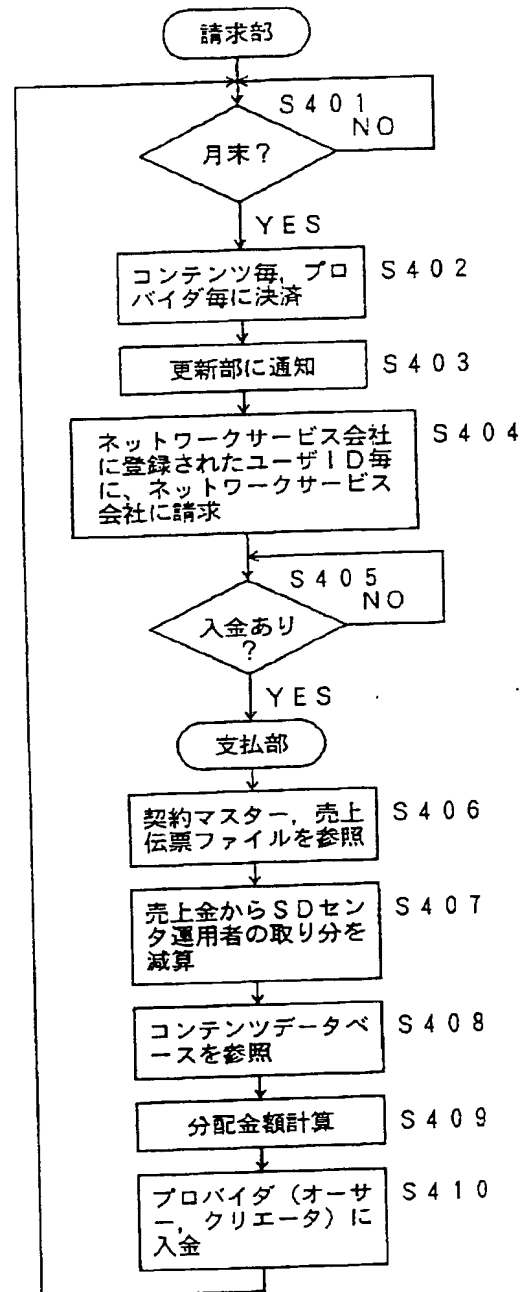 請求部
S401
NO
月末?
YES
コンテンツ毎, プロ
バイダ毎に決済
S402
更新部に通知
S403
ネットワークサービス会社
に登録されたユーザID毎
に、ネットワークサービス
会社に請求
S404
S405
NO
入金あり
?
YES
支払部
契約マスター, 売上
伝票ファイルを参照
S406
売上金からSDセン
タ運用者の取り分を
減算
S407
コンテンツデータベ
ースを参照
S408
分配金額計算
S409
プロバイダ(オーサ
ー, クリエータ)に
入金
S410